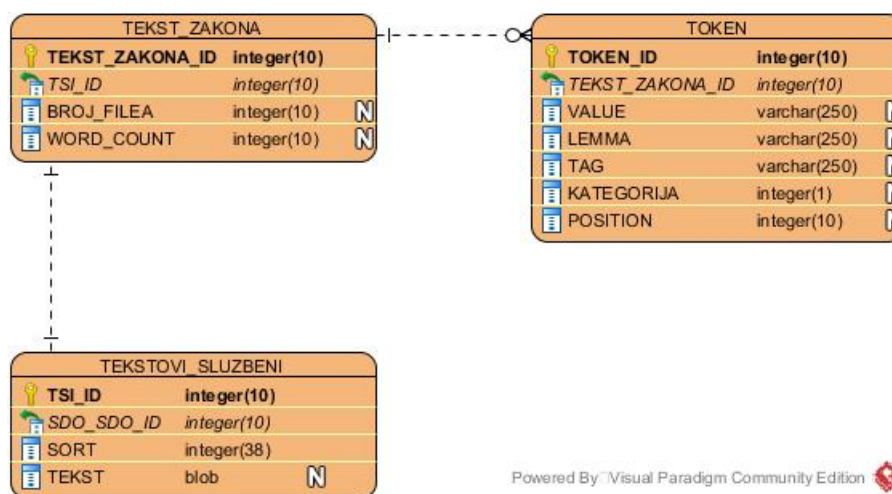 TEKST_ZAKONA
TEKST_ZAKONA_ID integer(10)
TSI_ID integer(10)
BROJ_FILEA integer(10) N
WORD_COUNT integer(10) N
TOKEN
TOKEN_ID integer(10)
TEKST_ZAKONA_ID integer(10)
VALUE varchar(250)
LEMMA varchar(250)
TAG varchar(250)
KATEGORIJA integer(1)
POSITION integer(10)
TEKSTOVI_SLUZBENI
TSI_ID integer(10)
SDO_SDO_ID integer(10)
SORT integer(38)
TEKST blob N
Powered By Visual Paradigm Community Edition